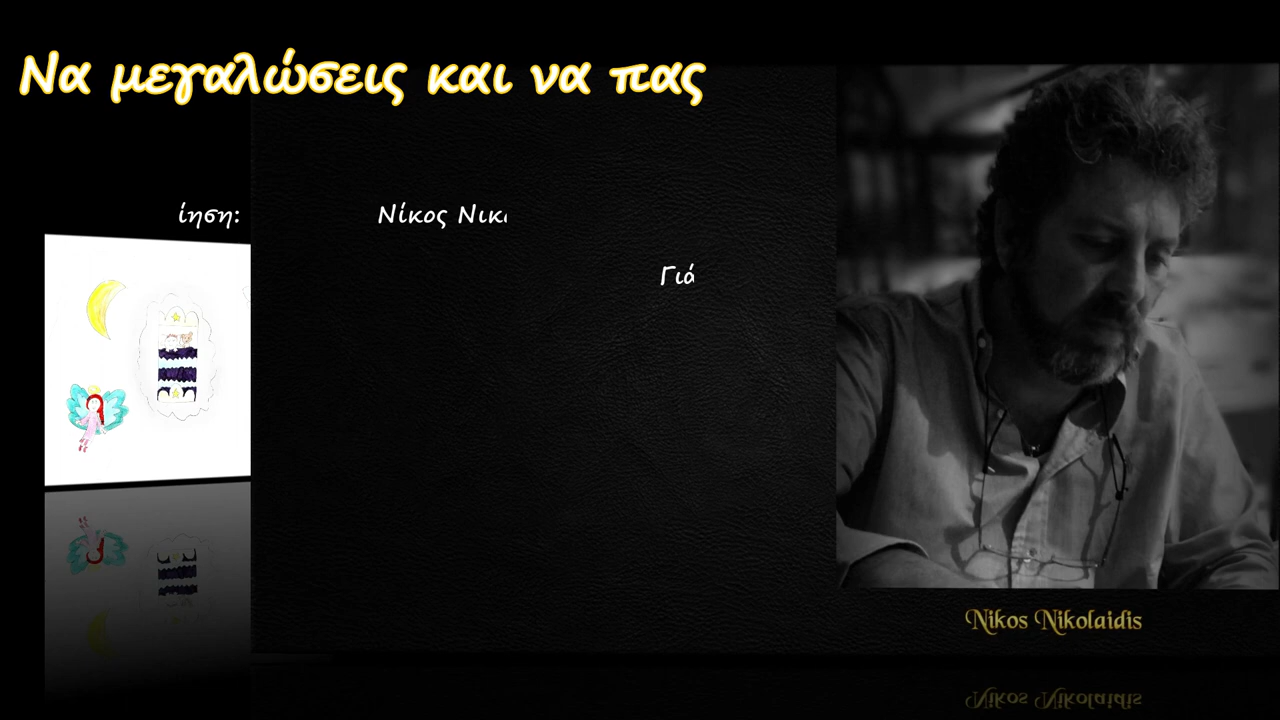 Να μεγαλώσεις και να πας
ίηση: Νίκος Νικ
Γιά
Nikos Nikolaidis